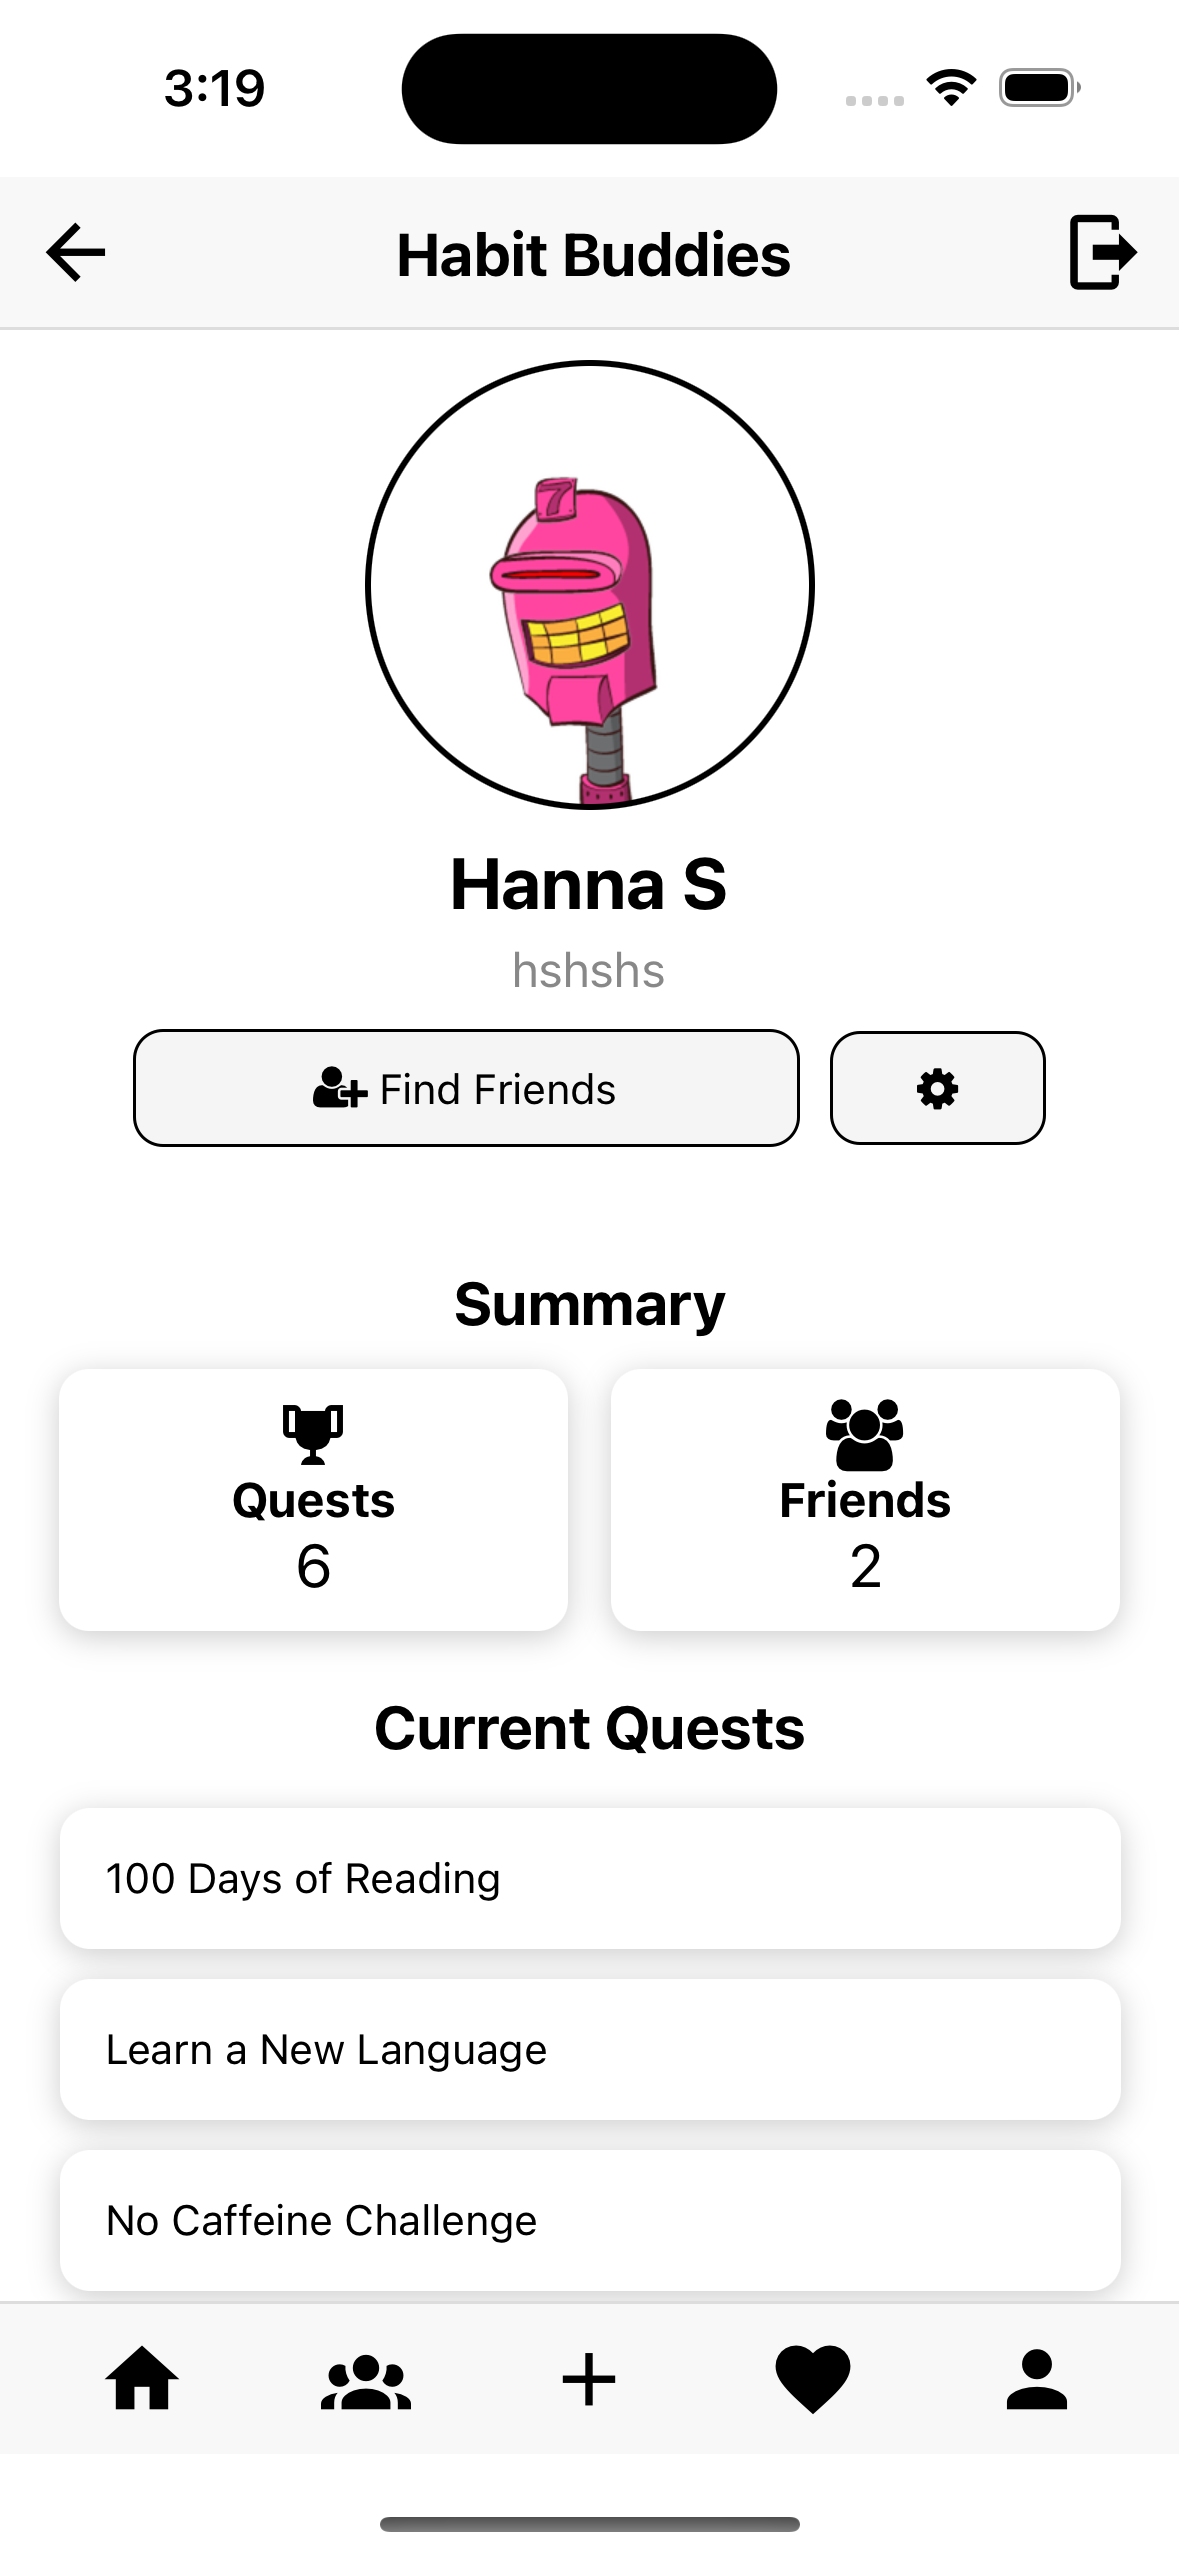 3:19
Habit Buddies
7
Hanna S
hshshs
Find Friends
Summary
Quests
6
Friends
2
Current Quests
100 Days of Reading
Learn a New Language
No Caffeine Challenge